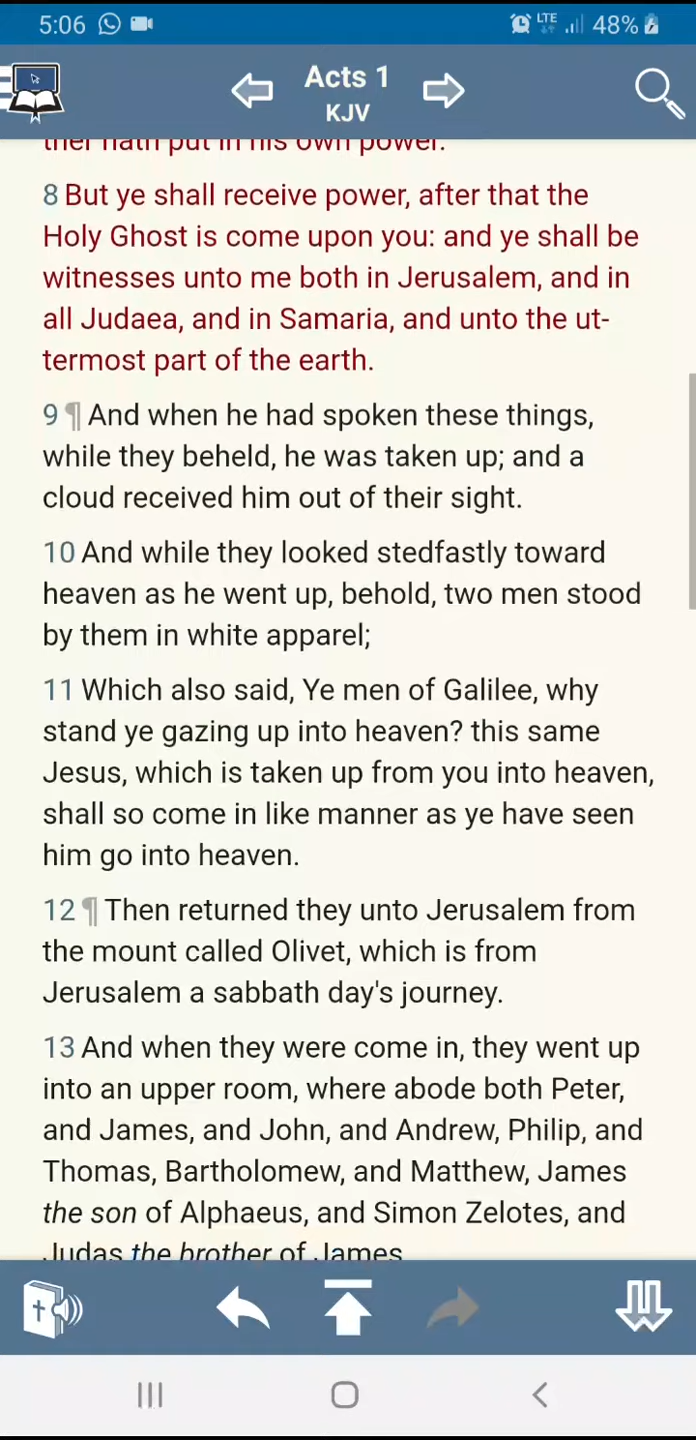 5:06
LTE
48%
Acts 1
KJV
ther hath put in his own power.
8 But ye shall receive power, after that the
Holy Ghost is come upon you: and ye shall be
witnesses unto me both in Jerusalem, and in
all Judaea, and in Samaria, and unto the ut-
termost part of the earth.
9 ¶ And when he had spoken these things,
while they beheld, he was taken up; and a
cloud received him out of their sight.
10 And while they looked stedfastly toward
heaven as he went up, behold, two men stood
by them in white apparel;
11 Which also said, Ye men of Galilee, why
stand ye gazing up into heaven? this same
Jesus, which is taken up from you into heaven,
shall so come in like manner as ye have seen
him go into heaven.
12 ¶ Then returned they unto Jerusalem from
the mount called Olivet, which is from
Jerusalem a sabbath day's journey.
13 And when they were come in, they went up
into an upper room, where abode both Peter,
and James, and John, and Andrew, Philip, and
Thomas, Bartholomew, and Matthew, James
the son of Alphaeus, and Simon Zelotes, and
Judas the brother of James